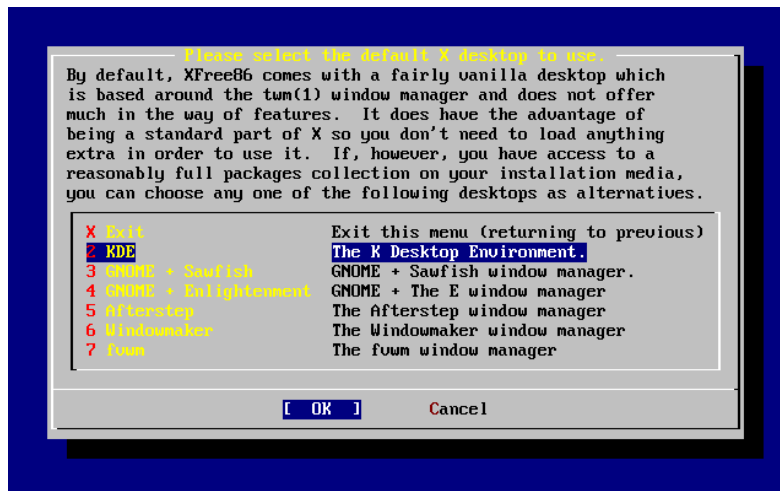 Please select the default X desktop to use.
By default, XFree86 comes with a fairly vanilla desktop which
is based around the twm(1) window manager and does not offer
much in the way of features. It does have the advantage of
being a standard part of X so you don't need to load anything
extra in order to use it. If, however, you have access to a
reasonably full packages collection on your installation media,
you can choose any one of the following desktops as alternatives.
X Exit Exit this menu (returning to previous)
2 KDE The K Desktop Environment.
3 GNOME + Sawfish GNOME + Sawfish window manager.
4 GNOME + Enlightenment GNOME + The E window manager
5 Afterstep The Afterstep window manager
6 Windowmaker The Windowmaker window manager
7 fvwm The fvwm window manager
[ OK ] Cancel